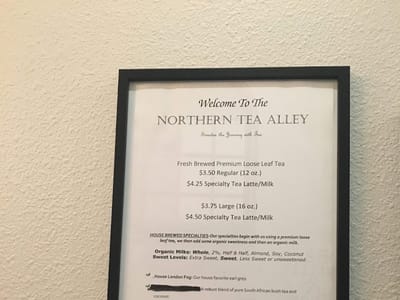 Welcome To The
NORTHERN TEA ALLEY
the Journey with Tea
Fresh Brewed Premium Loose Leaf Tea
$3.50 Regular (12 oz.)
$4.25 Specialty Tea Latte/Milk
$3.75 Large (16 oz.)
$4.50 Specialty Tea Latte/Milk
HOUSE BREWED SPECIALTIES Our specialties begin with us using a premium loose
leaf tea, we then add some organic sweetness and then an organic milk.
Organic Milks: Whole, 2%, Half & Half, Almond, Soy, Coconut
Sweet Levels: Extra Sweet, Sweet, Less Sweet or unsweetened
House London Fog: Our house favorite earl grey.
A robust blend of pure South African bush tea and